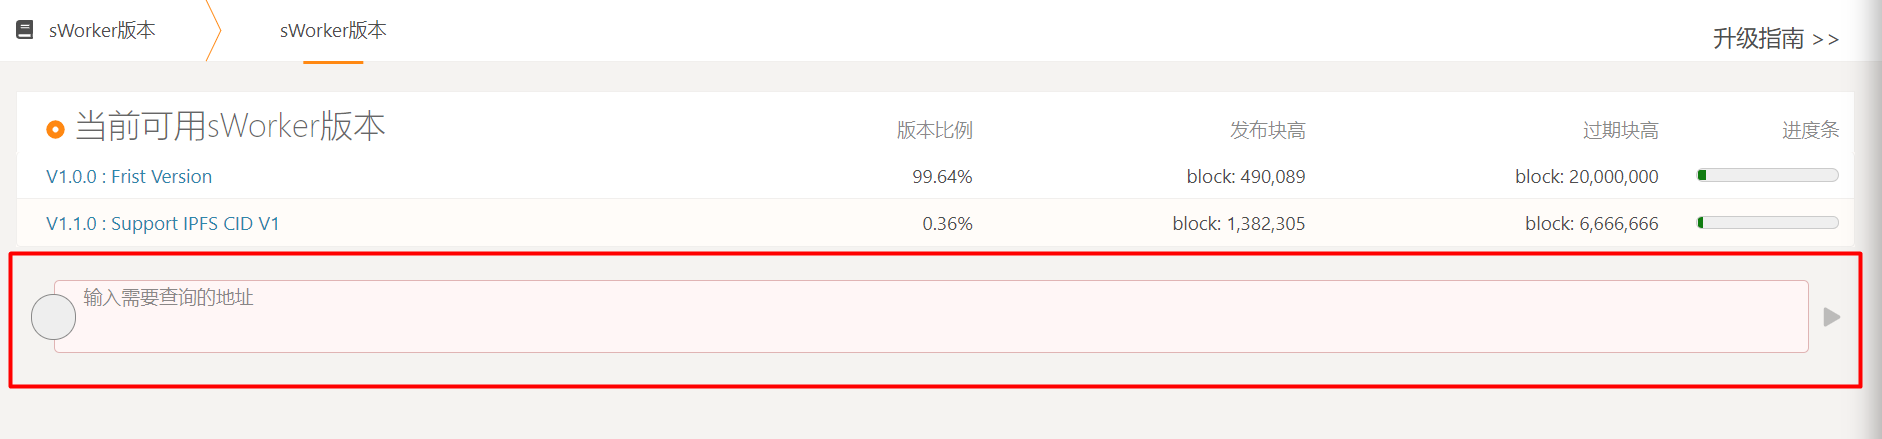 sWorker版本 sWorker版本 升级指南 >>
当前可用sWorker版本 版本比例 发布块高 过期块高 进度条
V1.0.0 : Frist Version 99.64% block: 490,089 block: 20,000,000
V1.1.0 : Support IPFS CID V1 0.36% block: 1,382,305 block: 6,666,666
输入需要查询的地址